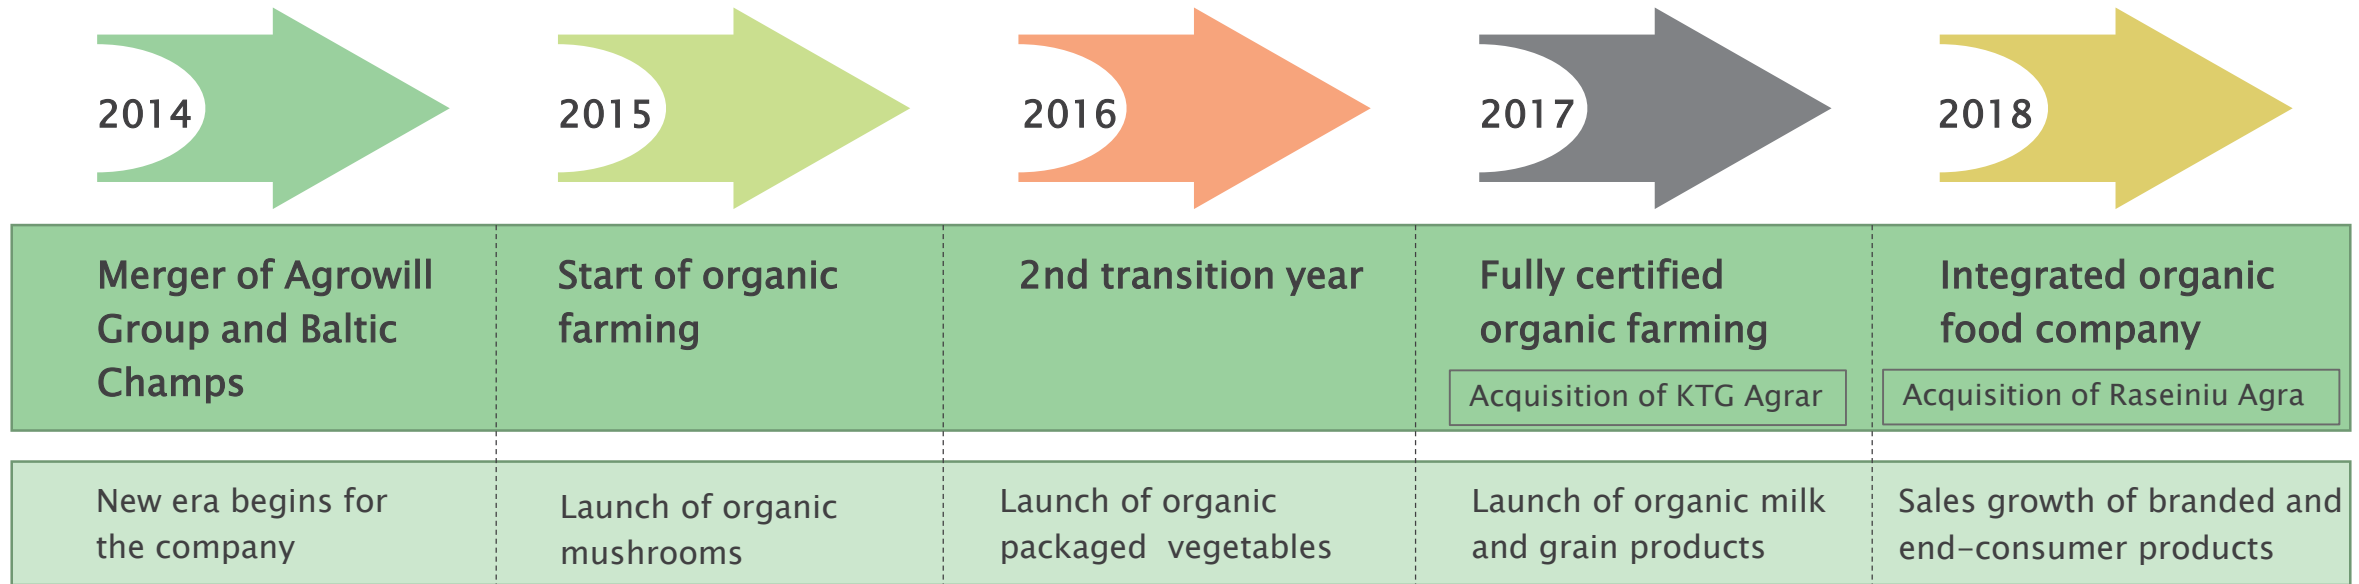 2014
2015
2016
2017
2018
Merger of Agrowill
Group and Baltic
Champs
Start of organic
farming
2nd transition year
Fully certified
organic farming
Acquisition of KTG Agrar
Integrated organic
food company
Acquisition of Raseiniu Agra
New era begins for
the company
Launch of organic
mushrooms
Launch of organic
packaged vegetables
Launch of organic milk
and grain products
Sales growth of branded and
end-consumer products